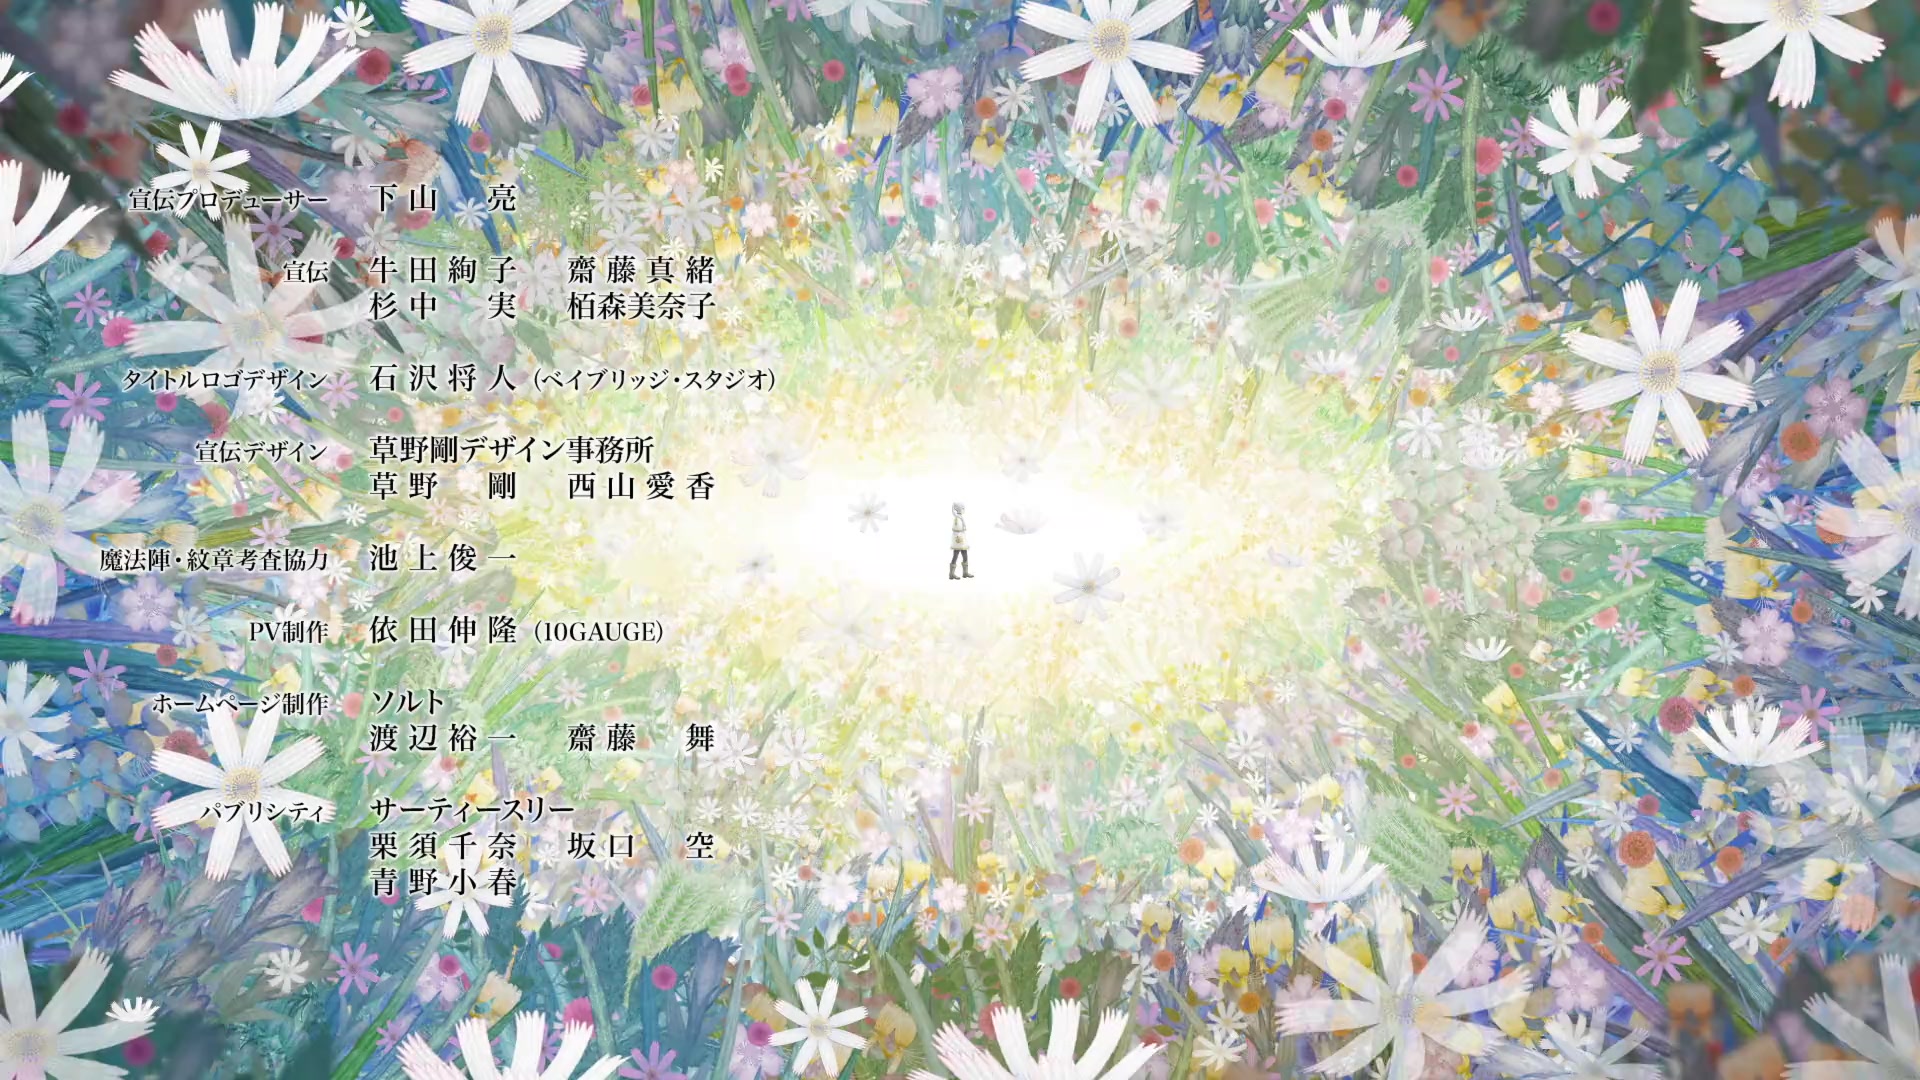 宣伝プロデューサー 下山 亮
宣伝 牛田絢子 齋藤真緒
杉中 実 栢森美奈子
タイトルロゴデザイン 石沢将人(ベイブリッジ・スタジオ)
宣伝デザイン 草野剛デザイン事務所
草野 剛 西山愛香
魔法陣・紋章考査協力 池上俊一
PV制作 依田伸隆(10GAUGE)
ホームページ制作 ソルト
渡辺裕一 齋藤 舞
パブリシティ サーティースリー
栗須千奈 坂口 空
青野小春